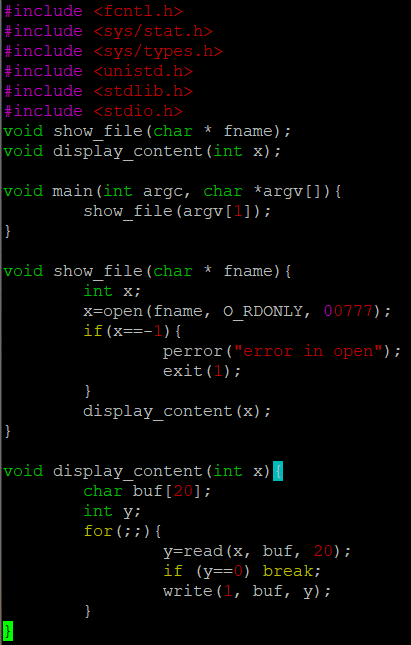 #include <fcntl.h>
#include <sys/stat.h>
#include <sys/types.h>
#include <unistd.h>
#include <stdlib.h>
#include <stdio.h>
void show_file(char * fname);
void display_content(int x);

void main(int argc, char *argv[]){
        show_file(argv[1]);
}

void show_file(char * fname){
        int x;
        x=open(fname, O_RDONLY, 00777);
        if(x==-1){
                perror("error in open");
                exit(1);
        }
        display_content(x);
}

void display_content(int x){
        char buf[20];
        int y;
        for(;;){
                y=read(x, buf, 20);
                if (y==0) break;
                write(1, buf, y);
        }
}